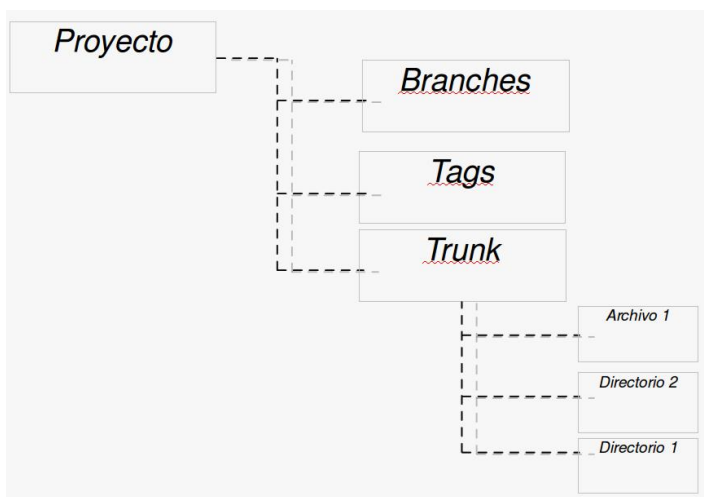 Proyecto
Branches
Tags
Trunk
Archivo 1
Directorio 2
Directorio 1